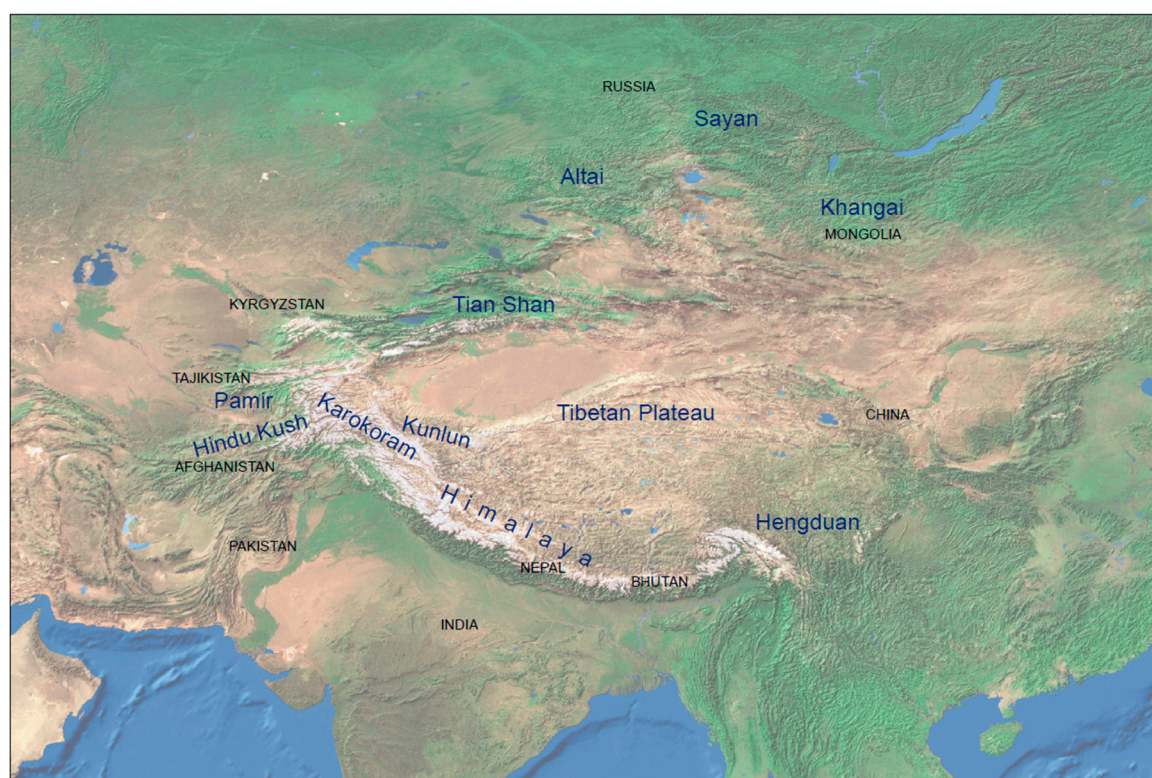 RUSSIA
Sayan
Altai
Khangai
MONGOLIA
KYRGYZSTAN
Tian Shan
TAJIKISTAN
Pamir
Karokoram
Tibetan Plateau
CHINA
Kunlun
Hindu Kush
AFGHANISTAN
Himalaya
Hengduan
PAKISTAN
NEPAL
BHUTAN
INDIA